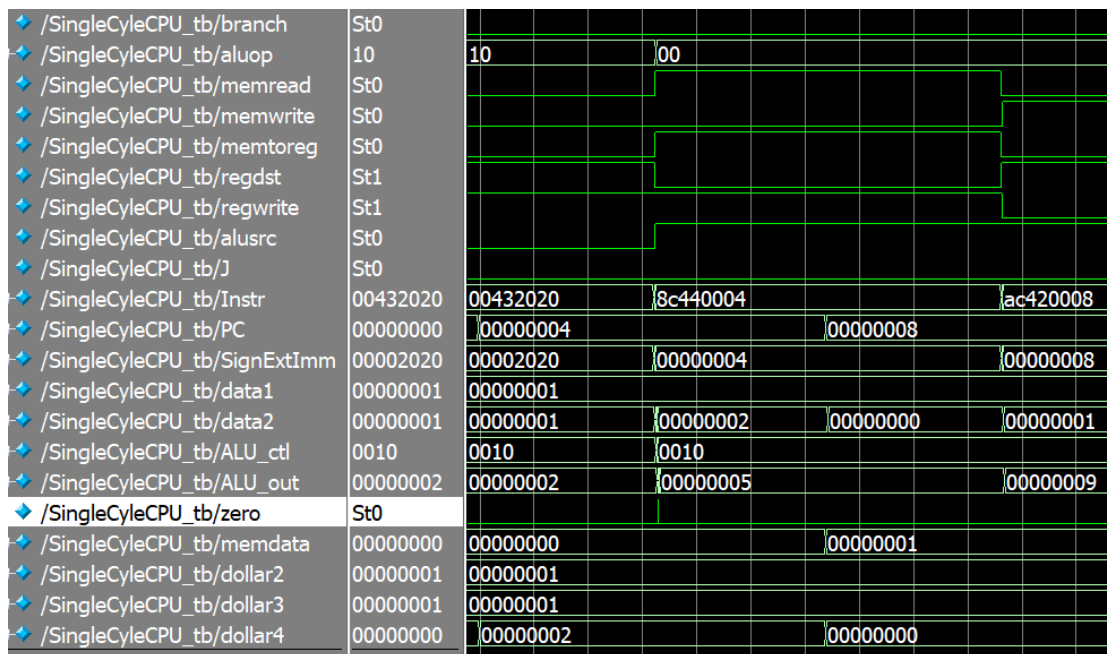 /SingleCyleCPU_tb/branch St0
/SingleCyleCPU_tb/aluop 10 10 00
/SingleCyleCPU_tb/memread St0
/SingleCyleCPU_tb/memwrite St0
/SingleCyleCPU_tb/memtoreg St0
/SingleCyleCPU_tb/regdst St1
/SingleCyleCPU_tb/regwrite St1
/SingleCyleCPU_tb/alusrc St0
/SingleCyleCPU_tb/J St0
/SingleCyleCPU_tb/Instr 00432020 00432020 8c440004 ac420008
/SingleCyleCPU_tb/PC 00000000 00000004 00000008
/SingleCyleCPU_tb/SignExtImm 00002020 00002020 00000004 00000008
/SingleCyleCPU_tb/data1 00000001 00000001
/SingleCyleCPU_tb/data2 00000001 00000001 00000002 00000000 00000001
/SingleCyleCPU_tb/ALU_ctl 0010 0010 0010
/SingleCyleCPU_tb/ALU_out 00000002 00000002 00000005 00000009
/SingleCyleCPU_tb/zero St0
/SingleCyleCPU_tb/memdata 00000000 00000000 00000001
/SingleCyleCPU_tb/dollar2 00000001 00000001
/SingleCyleCPU_tb/dollar3 00000001 00000001
/SingleCyleCPU_tb/dollar4 00000000 00000002 00000000